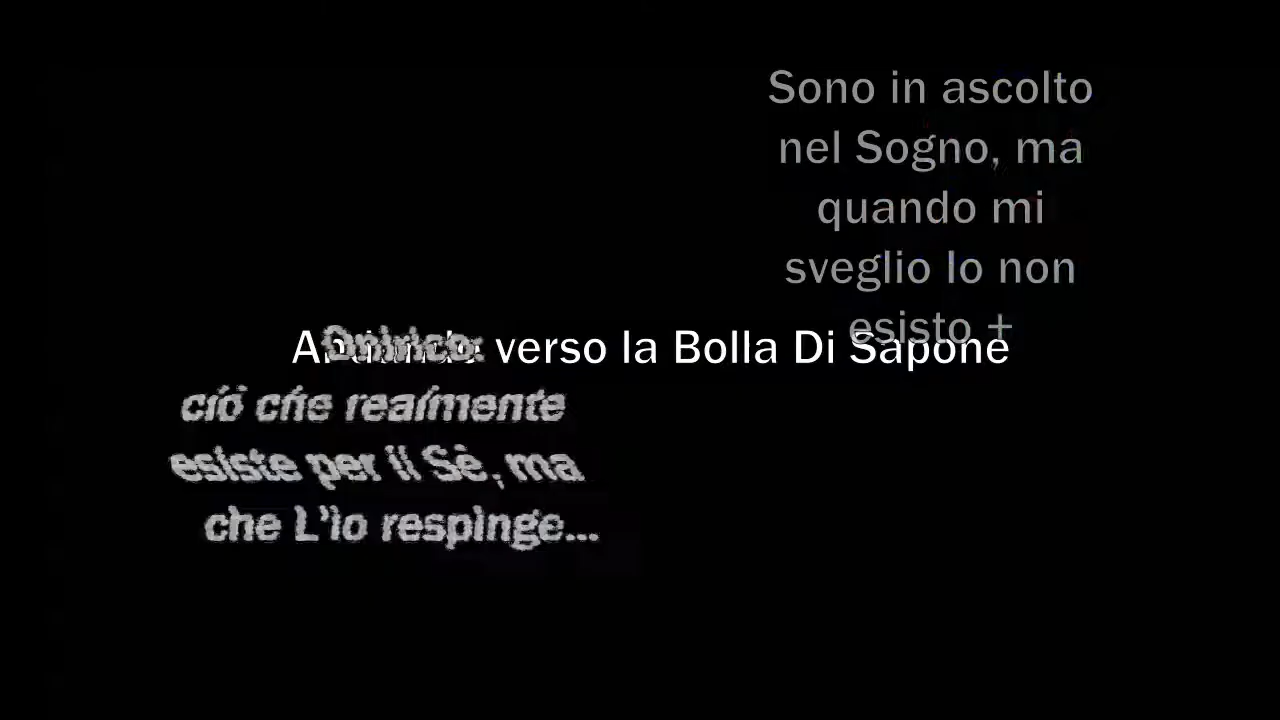 Sono in ascolto
nel Sogno, ma
quando mi
sveglio Io non
esisto +
verso la Bolla Di Sapone
Onirico:
ciò che realmente
esiste per il Sè, ma
che L'io respinge...